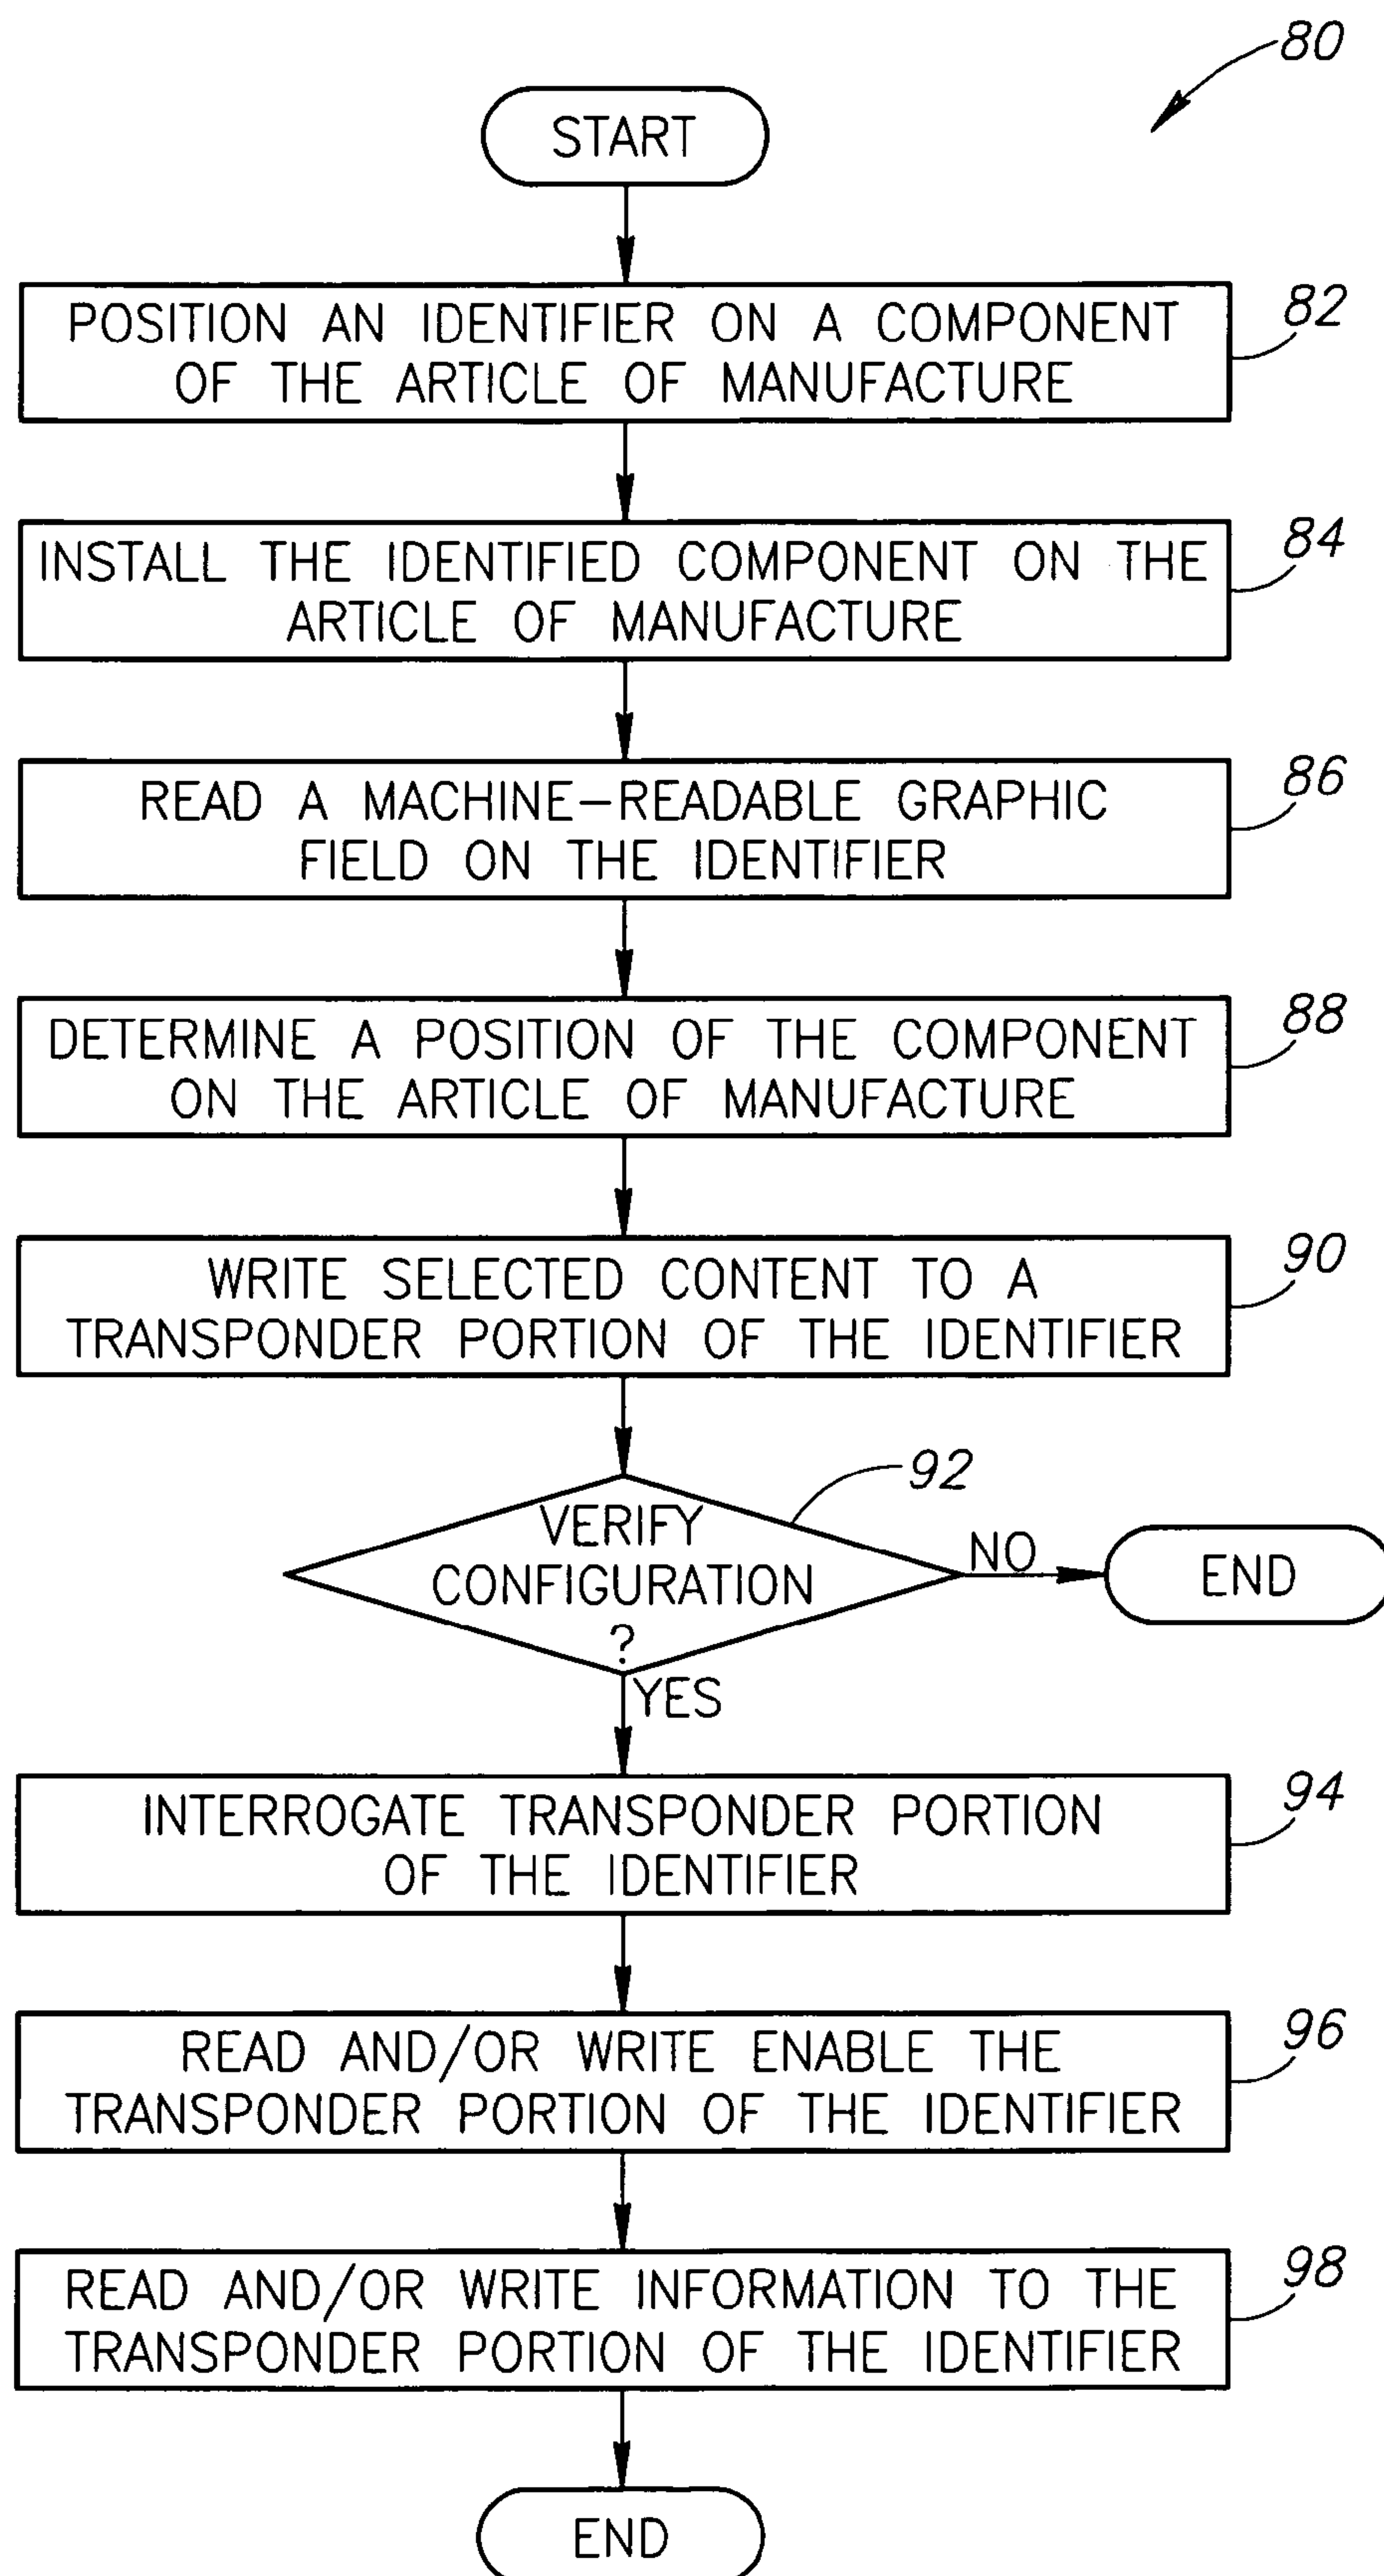 80
START
POSITION AN IDENTIFIER ON A COMPONENT
OF THE ARTICLE OF MANUFACTURE
82
INSTALL THE IDENTIFIED COMPONENT ON THE
ARTICLE OF MANUFACTURE
84
READ A MACHINE-READABLE GRAPHIC
FIELD ON THE IDENTIFIER
86
DETERMINE A POSITION OF THE COMPONENT
ON THE ARTICLE OF MANUFACTURE
88
WRITE SELECTED CONTENT TO A
TRANSPONDER PORTION OF THE IDENTIFIER
90
VERIFY
CONFIGURATION
?
92
NO
END
YES
INTERROGATE TRANSPONDER PORTION
OF THE IDENTIFIER
94
READ AND/OR WRITE ENABLE THE
TRANSPONDER PORTION OF THE IDENTIFIER
96
READ AND/OR WRITE INFORMATION TO THE
TRANSPONDER PORTION OF THE IDENTIFIER
98
END